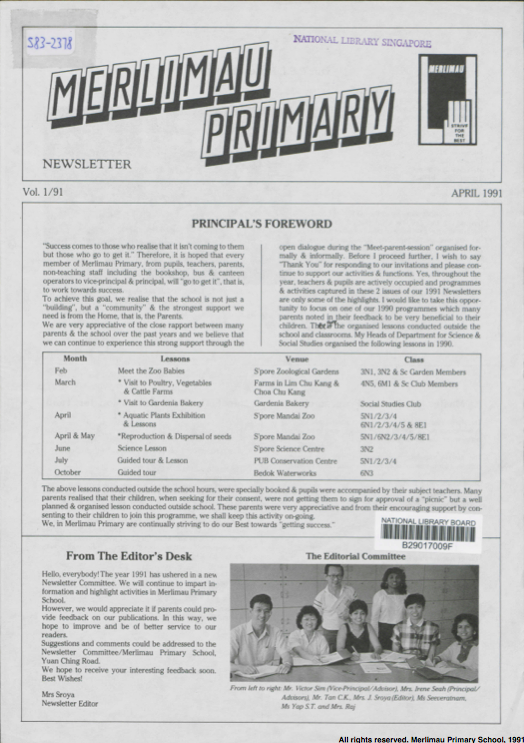 S83-2378
NATIONAL LIBRARY SINGAPORE
MERLIMAU
PRIMARY
MERLIMAU
STRIVE
FOR
THE
BEST
NEWSLETTER
Vol. 1/91 APRIL 1991
PRINCIPAL'S FOREWORD
"Success comes to those who realise that it isn't coming to them
but those who go to get it." Therefore, it is hoped that every
member of Merlimau Primary, from pupils, teachers, parents,
non-teaching staff including the bookshop, bus & canteen
operators to vice-principal & principal, will "go to get it", that is,
to work towards success.
To achieve this goal, we realise that the school is not just a
"building", but a "community" & the strongest support we
need is from the Home, that is, the Parents.
We are very appreciative of the close rapport between many
parents & the school over the past years and we believe that
we can continue to experience this strong support through the
open dialogue during the "Meet-parent-session" organised for-
mally & informally. Before I proceed further, I wish to say
"Thank You" for responding to our invitations and please con-
tinue to support our activities & functions. Yes, throughout the
year, teachers & pupils are actively occupied and programmes
& activities captured in these 2 issues of our 1991 Newsletters
are only some of the highlights. I would like to take this oppor-
tunity to focus on one of our 1990 programmes which many
parents noted in their feedback to be very beneficial to their
children. the organised lessons conducted outside the
school and classrooms. My Heads of Department for Science &
Social Studies organised the following lessons in 1990.
Month Lessons Venue Class
Feb Meet the Zoo Babies S'pore Zoological Gardens 3N1, 3N2 & Sc Garden Members
March * Visit to Poultry, Vegetables Farms in Lim Chu Kang & 4N5, 6M1 & Sc Club Members
& Cattle Farms Choa Chu Kang
* Visit to Gardenia Bakery Gardenia Bakery Social Studies Club
April * Aquatic Plants Exhibition S'pore Mandai Zoo 5N1/2/3/4
& Lessons 6N1/2/3/4/5 & 8E1
April & May *Reproduction & Dispersal of seeds S'pore Mandai Zoo 5N1/6N2/3/4/5/8E1
June Science Lesson S'pore Science Centre 3N2
July Guided tour & Lesson PUB Conservation Centre 5N1/2/3/4
October Guided tour Bedok Waterworks 6N3
The above lessons conducted outside the school hours, were specially booked & pupils were accompanied by their subject teachers. Many
parents realised that their children, when seeking for their consent, were not getting them to sign for approval of a "picnic" but a well
planned & organised lesson conducted outside school. These parents were very appreciative and from their encouraging support by con-
senting to their children to join this programme, we shall keep this activity on-going.
We, in Merlimau Primary are continually striving to do our Best towards "getting success."
NATIONAL LIBRARY BOARD
B29017009F
From The Editor's Desk
Hello, everybody! The year 1991 has ushered in a new
Newsletter Committee. We will continue to impart in-
formation and highlight activities in Merlimau Primary
School.
However, we would appreciate it if parents could pro-
vide feedback on our publications. In this way, we
hope to improve and be of better service to our
readers.
Suggestions and comments could be addressed to the
Newsletter Committee/Merlimau Primary School,
Yuan Ching Road.
We hope to receive your interesting feedback soon.
Best Wishes!
Mrs Sroya
Newsletter Editor
The Editorial Committee
From left to right: Mr. Victor Sim (Vice-Principal/Advisor), Mrs. Irene Seah (Principal/
Advisory), Mr. Tan C.K., Mrs. J. Sroya (Editor), Ms Seeveratnam,
Ms Yap S.T. and Mrs. Raj
All rights reserved. Merlimau Primary School, 1991